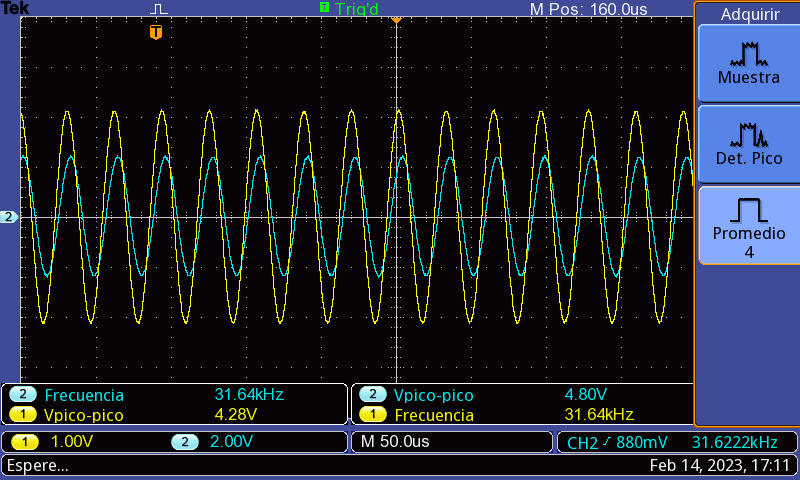 Tek T Trig'd M Pos: 160.0us Adquirir
T
Muestra
Det. Pico
2
Promedio
4
2 Frecuencia 31.64kHz 2 Vpico-pico 4.80V
1 Vpico-pico 4.28V 1 Frecuencia 31.64kHz
1 1.00V 2 2.00V M 50.0us CH2 880mV 31.6222kHz
Espere... Feb 14, 2023, 17:11